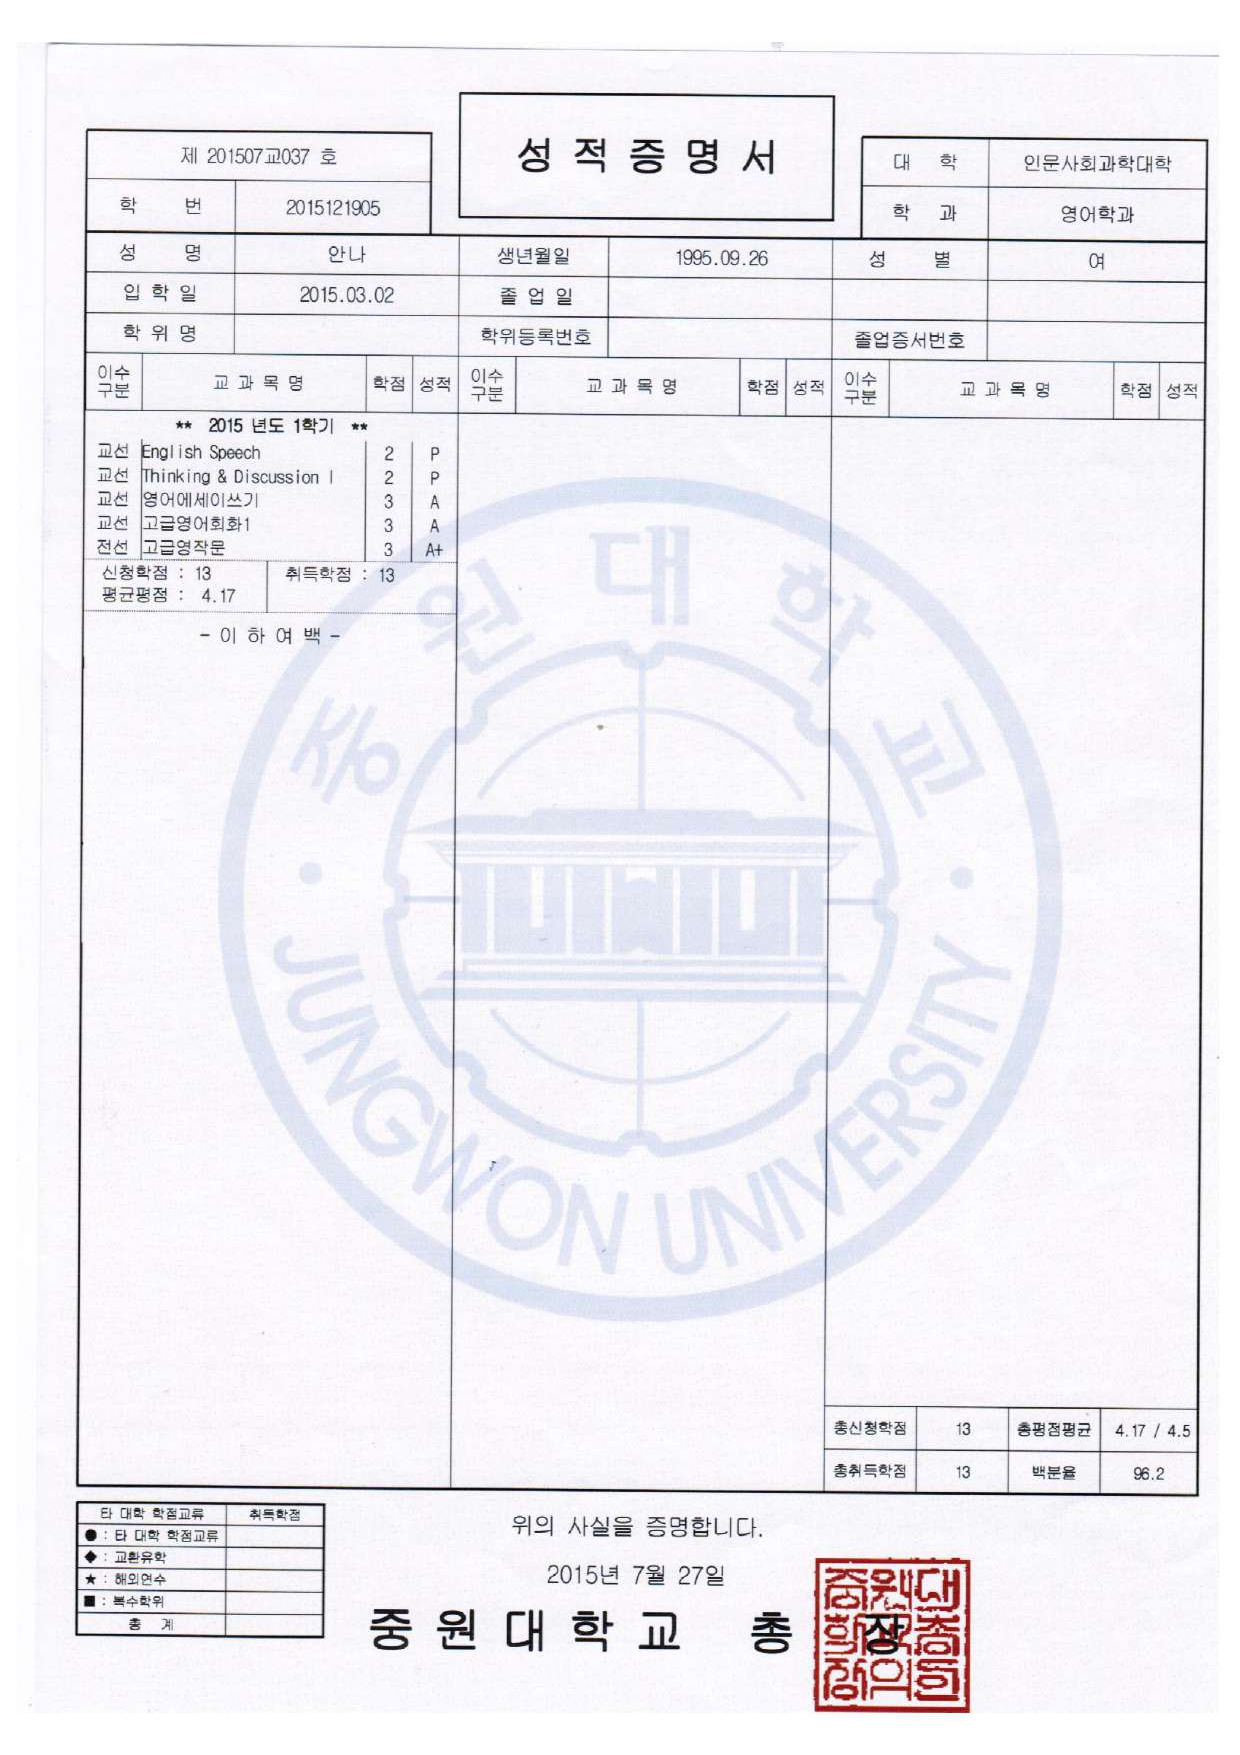 성 적 증 명 서
제 201507교037 호
학 번 2015121905
대 학 인문사회과학대학
학 과 영어학과
성 명 안나 생년월일 1995.09.26 성 별 여
입 학 일 2015.03.02 졸 업 일
학 위 명 학위등록번호 졸업증서번호
이수구분 교 과 목 명 학점 성적 이수구분 교 과 목 명 학점 성적 이수구분 교 과 목 명 학점 성적
** 2015 년도 1학기 **
교선 English Speech 2 P
교선 Thinking & Discussion I 2 P
교선 영어에세이쓰기 3 A
교선 고급영어회화1 3 A
전선 고급영작문 3 A+
신청학점 : 13 취득학점 : 13
평균평점 : 4.17
- 이 하 여 백 -
중원대학교
JUNGWON UNIVERSITY
총신청학점 13 총평점평균 4.17 / 4.5
총취득학점 13 백분율 96.2
타 대학 학점교류 취득학점
● : 타 대학 학점교류
◆ : 교환유학
★ : 해외연수
■ : 복수학위
총 계
위의 사실을 증명합니다.
2015년 7월 27일
중 원 대 학 교 총 장